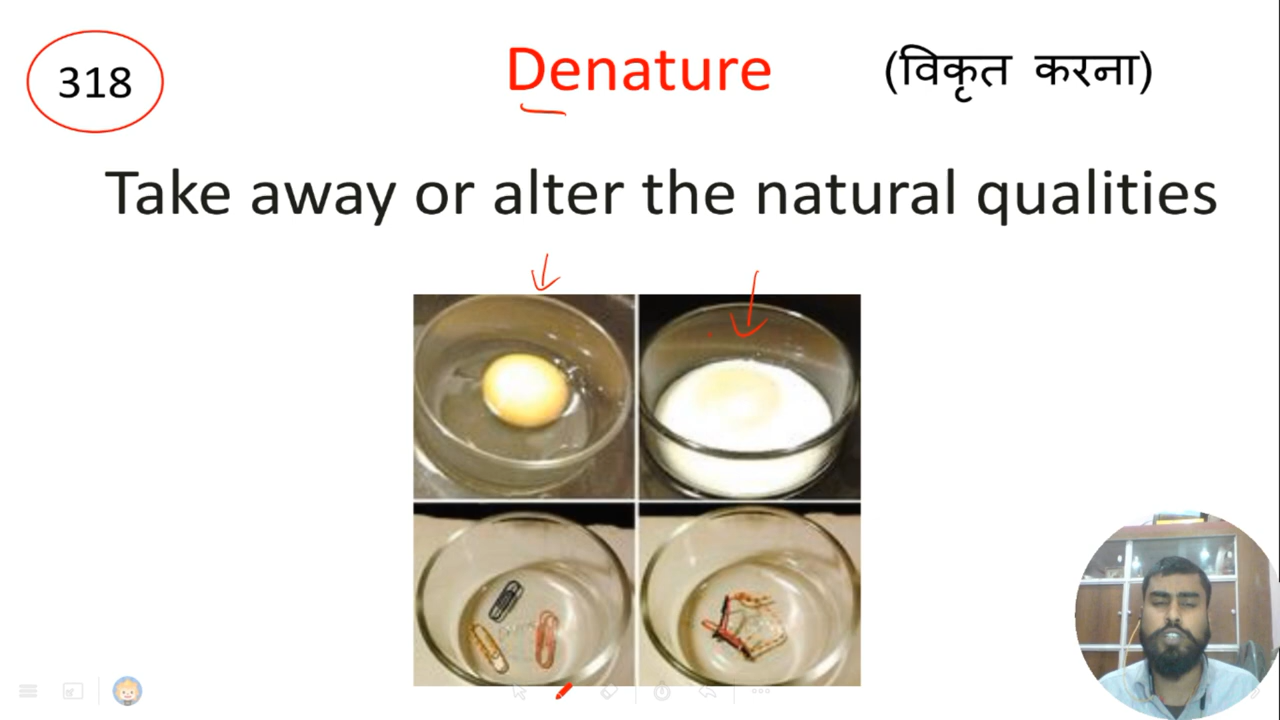 318
Denature (विकृत करना)
Take away or alter the natural qualities